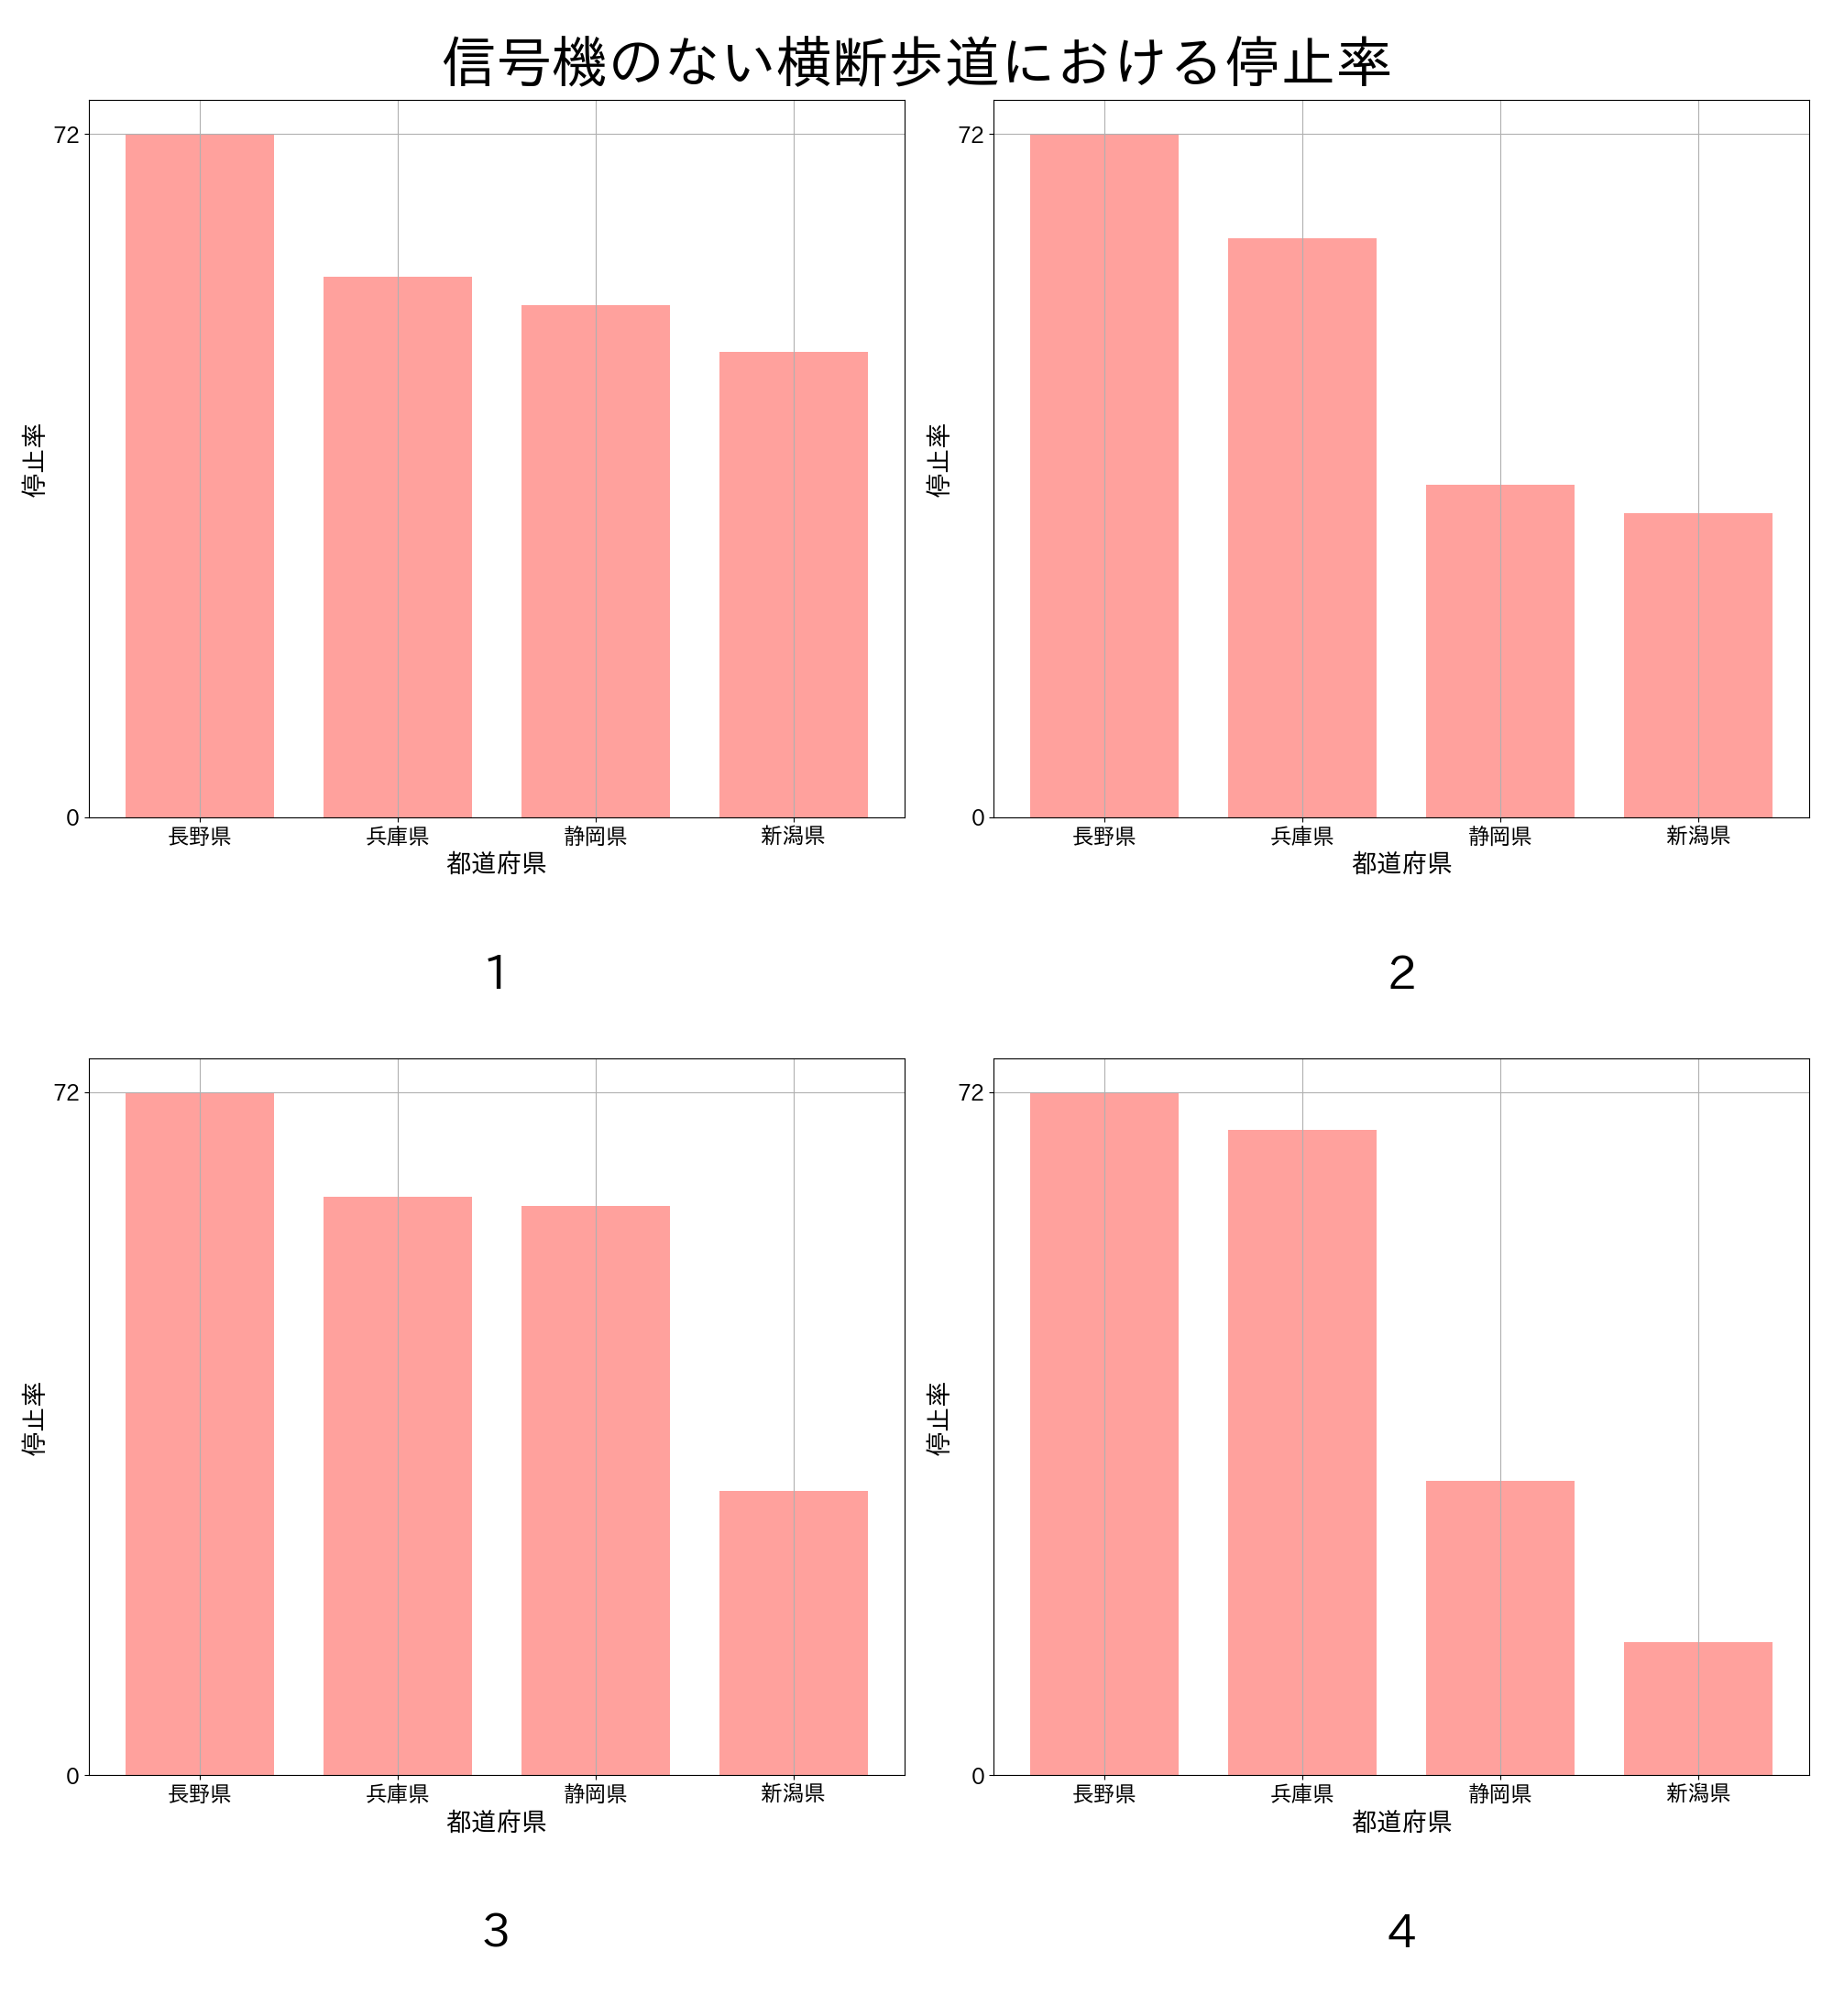 信号機のない横断歩道における停止率
72
0
停止率
長野県 兵庫県 静岡県 新潟県
都道府県
1
72
0
停止率
長野県 兵庫県 静岡県 新潟県
都道府県
2
72
0
停止率
長野県 兵庫県 静岡県 新潟県
都道府県
3
72
0
停止率
長野県 兵庫県 静岡県 新潟県
都道府県
4